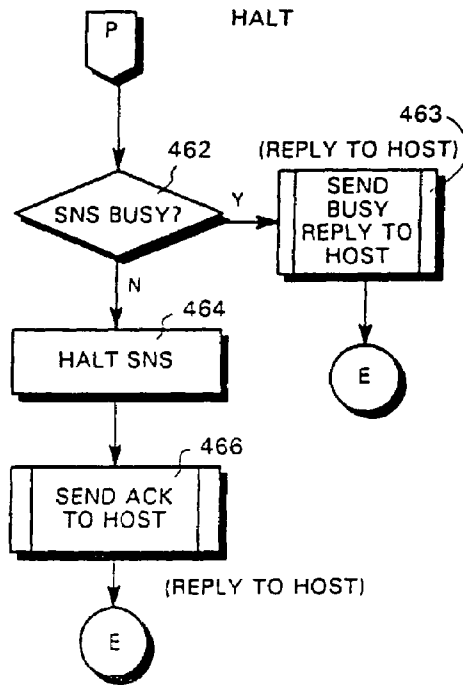 HALT
P
462
SNS BUSY?
Y
463
(REPLY TO HOST)
SEND
BUSY
REPLY TO
HOST
E
N
464
HALT SNS
466
SEND ACK
TO HOST
(REPLY TO HOST)
E